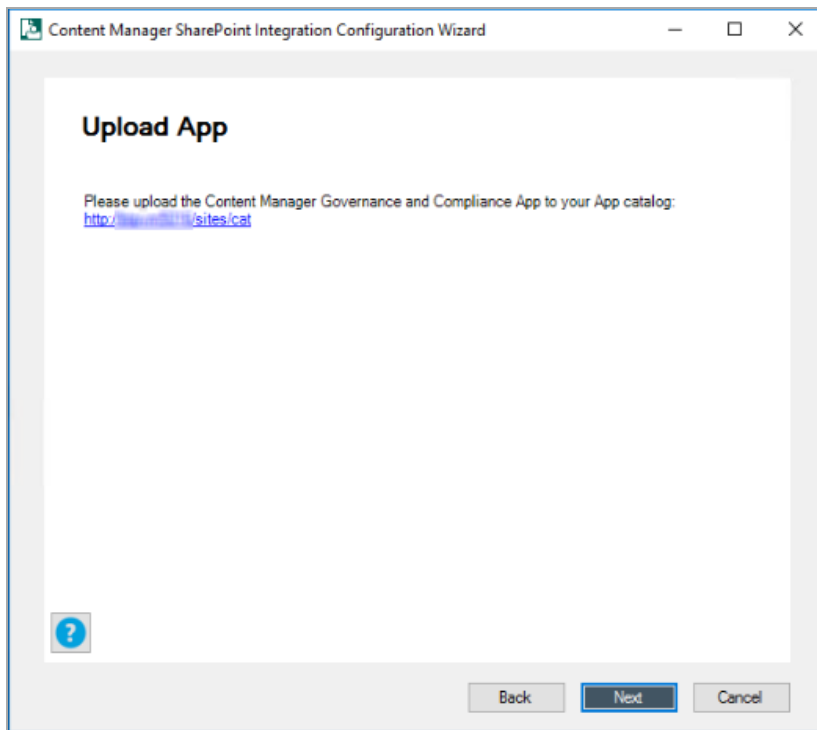 Content Manager SharePoint Integration Configuration Wizard
Upload App
Please upload the Content Manager Governance and Compliance App to your App catalog:
http:/ /sites/cat
?
Back
Next
Cancel